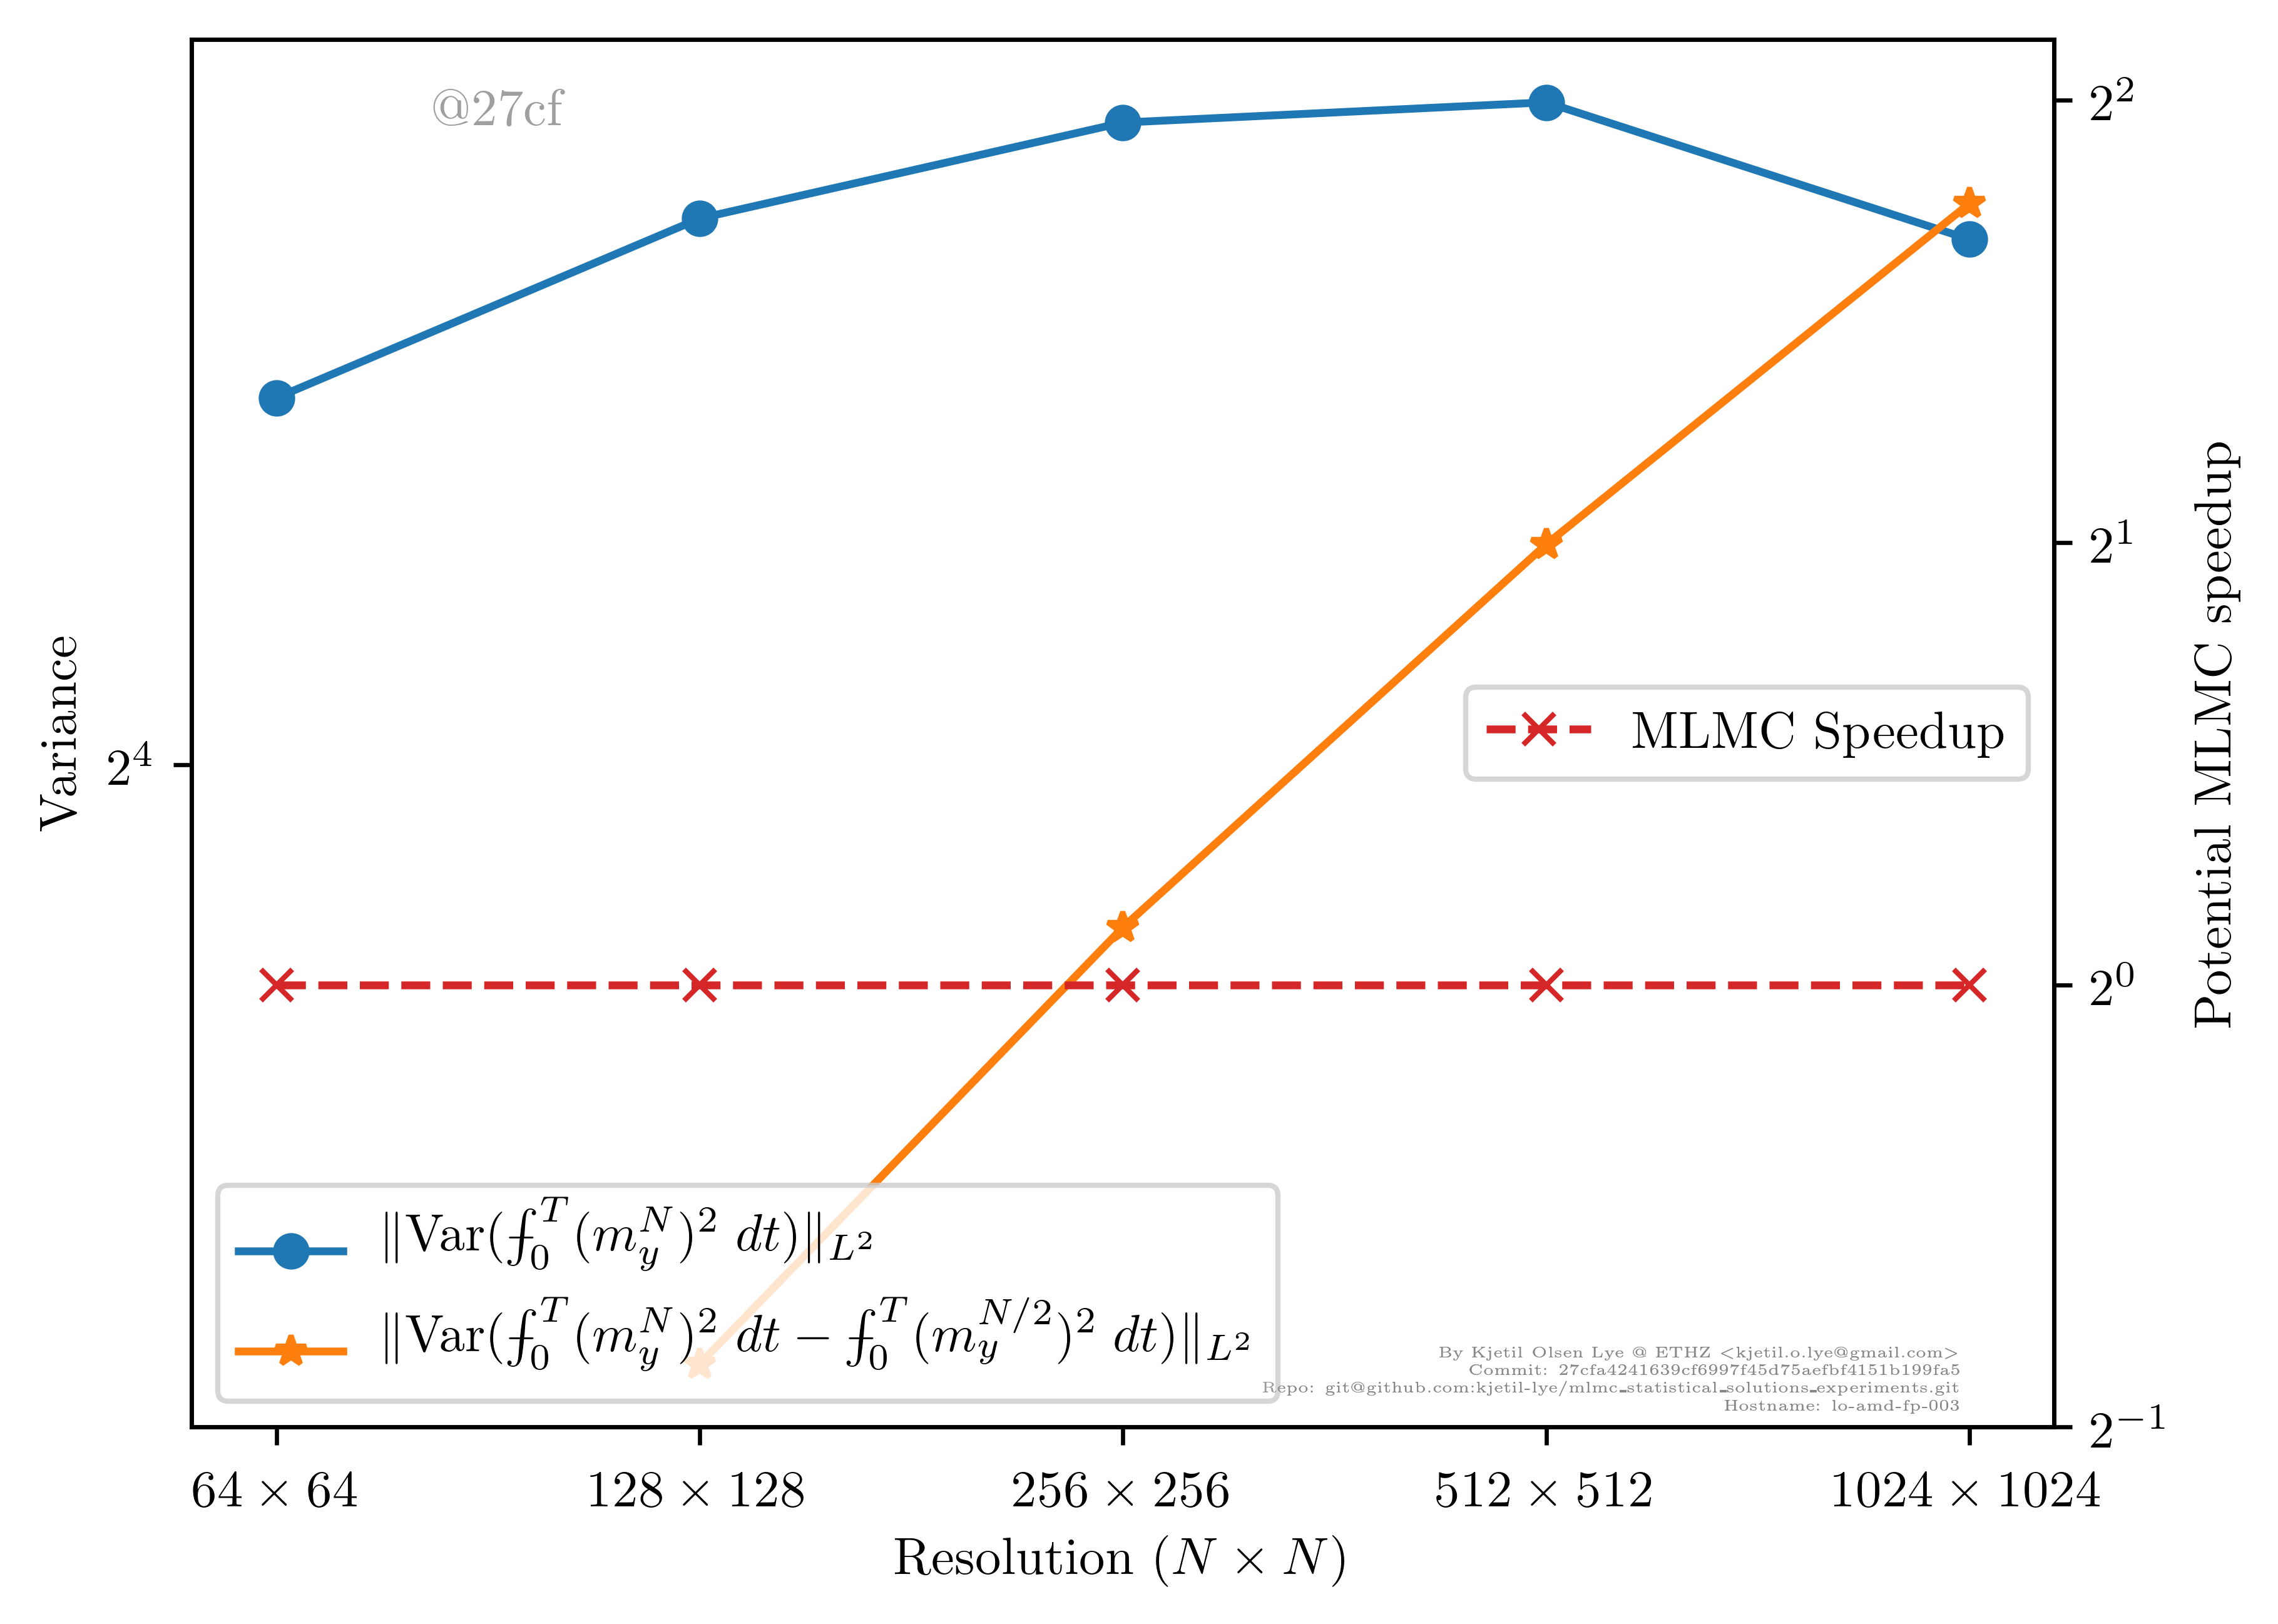 @27cf
2^2
2^1
Variance
2^4
MLMC Speedup
Potential MLMC speedup
2^0
‖Var(⨍_0^T (m_y^N)^2 dt)‖_{L^2}
‖Var(⨍_0^T (m_y^N)^2 dt − ⨍_0^T (m_y^{N/2})^2 dt)‖_{L^2}
By Kjetil Olsen Lye @ ETHZ <kjetil.o.lye@gmail.com>
Commit: 27cfa4241639cf6997f45d75aefbf4151b199fa5
Repo: git@github.com:kjetil-lye/mlmc_statistical_solutions_experiments.git
Hostname: lo-amd-fp-003
2^{−1}
64 × 64 128 × 128 256 × 256 512 × 512 1024 × 1024
Resolution (N × N)